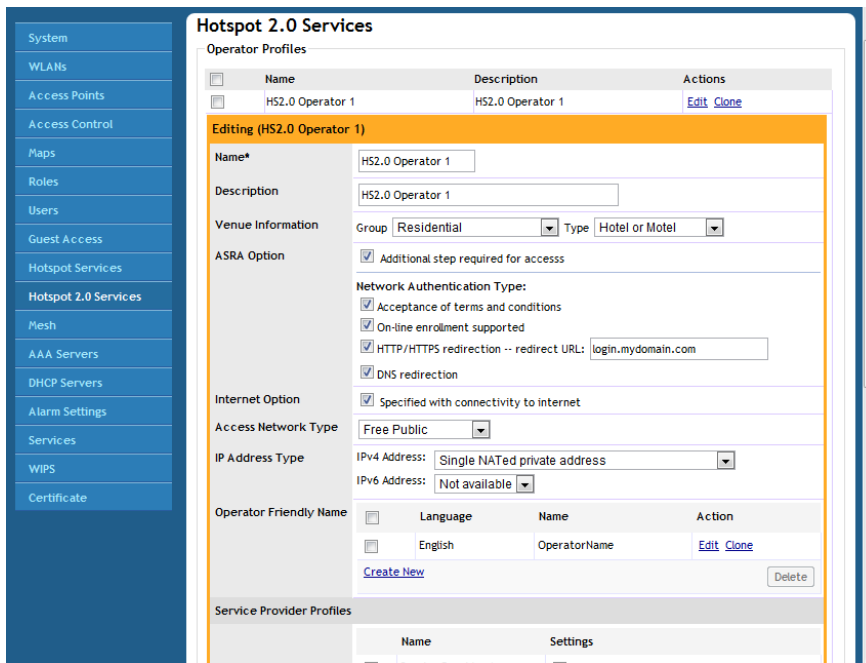 Hotspot 2.0 Services
System
WLANs
Access Points
Access Control
Maps
Roles
Users
Guest Access
Hotspot Services
Hotspot 2.0 Services
Mesh
AAA Servers
DHCP Servers
Alarm Settings
Services
WIPS
Certificate
Operator Profiles
Name Description Actions
HS2.0 Operator 1 HS2.0 Operator 1 Edit Clone
Editing (HS2.0 Operator 1)
Name* HS2.0 Operator 1
Description HS2.0 Operator 1
Venue Information Group Residential Type Hotel or Motel
ASRA Option Additional step required for accesss
Network Authentication Type:
Acceptance of terms and conditions
On-line enrollment supported
HTTP/HTTPS redirection -- redirect URL: login.mydomain.com
DNS redirection
Internet Option Specified with connectivity to internet
Access Network Type Free Public
IP Address Type IPv4 Address: Single NATed private address
IPv6 Address: Not available
Operator Friendly Name Language Name Action
English OperatorName Edit Clone
Create New Delete
Service Provider Profiles
Name Settings